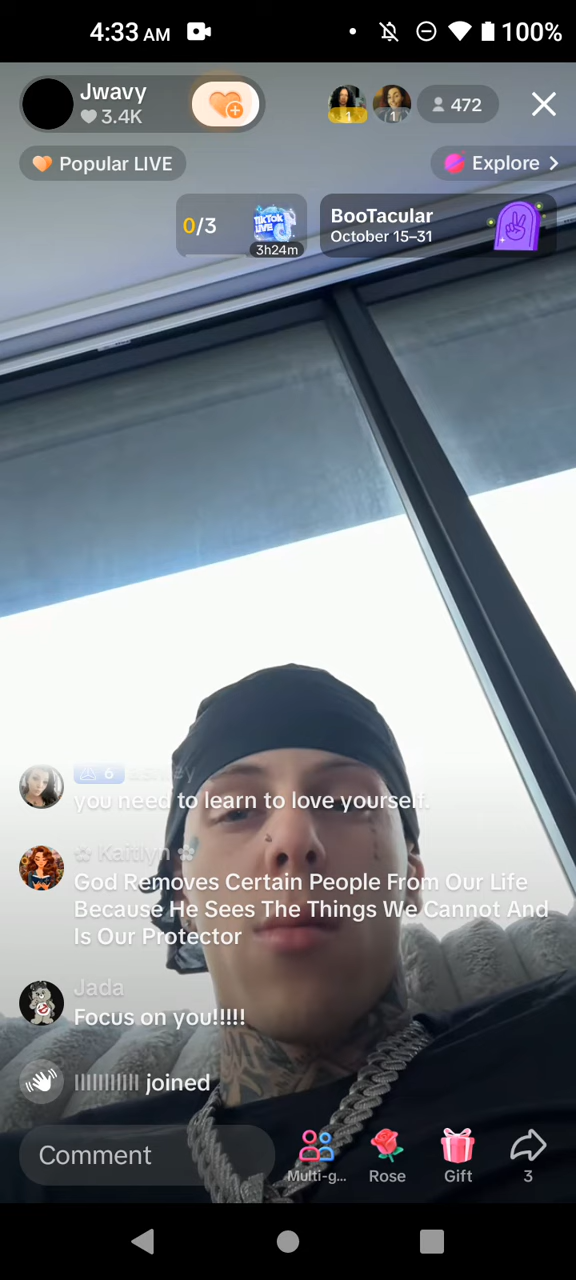 4:33 AM
100%
Jwavy
3.4K
1
1
472
Popular LIVE
Explore
0/3
TikTok
LIVE
3h24m
BooTacular
October 15–31
6 ashley
you need to learn to love yourself.
Kaitlyn
God Removes Certain People From Our Life
Because He Sees The Things We Cannot And
Is Our Protector
Jada
Focus on you!!!!!
|||||||||||| joined
Comment
Multi-g...
Rose
Gift
3